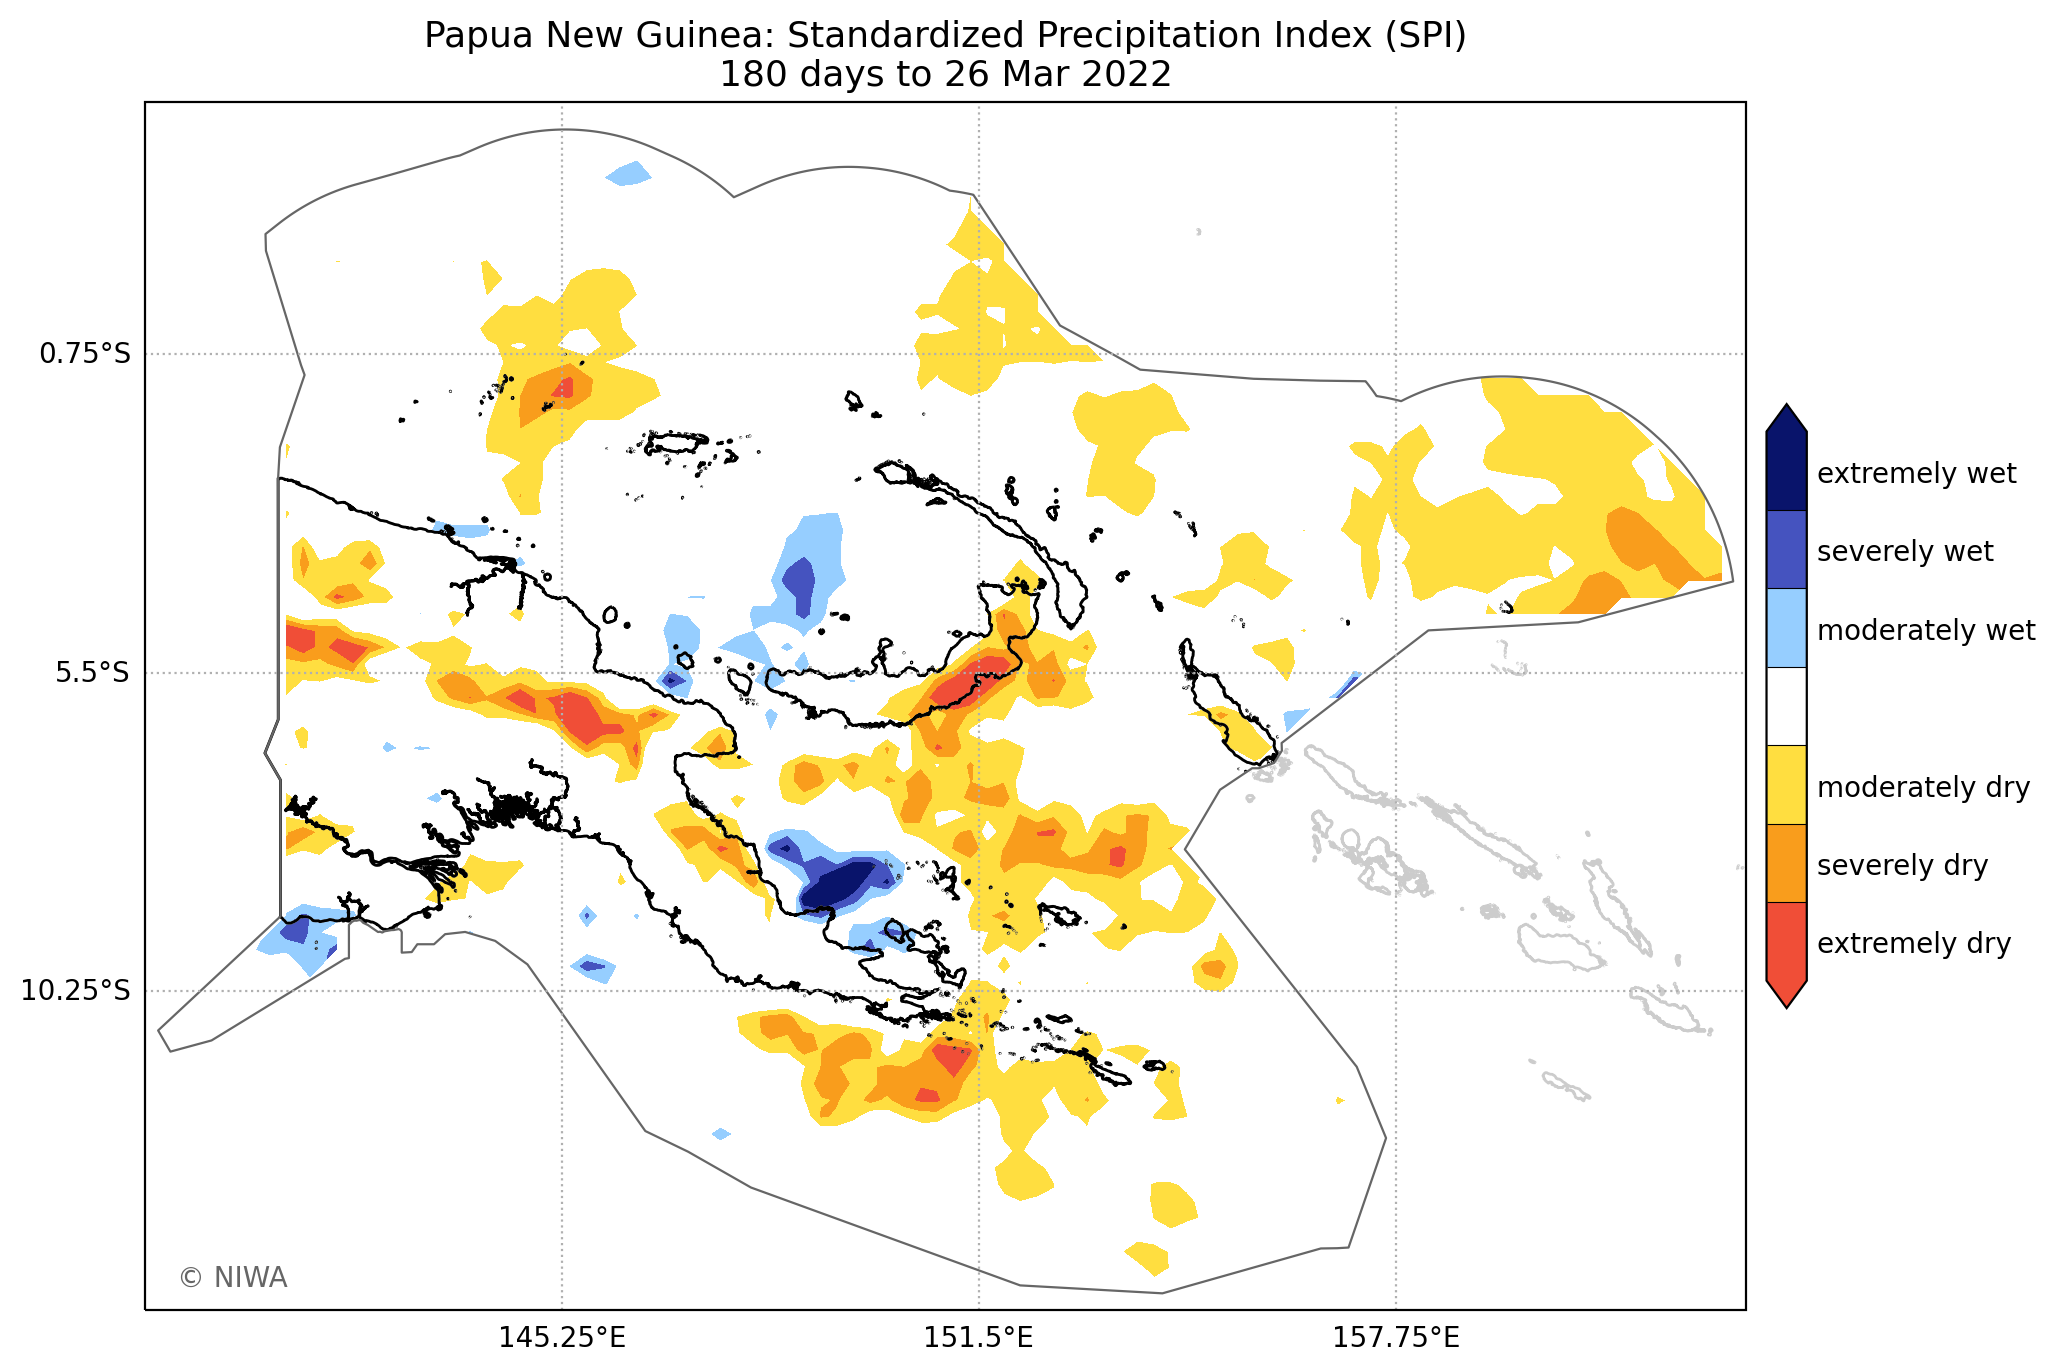 Papua New Guinea: Standardized Precipitation Index (SPI)
180 days to 26 Mar 2022
0.75°S
5.5°S
10.25°S
145.25°E
151.5°E
157.75°E
extremely wet
severely wet
moderately wet
moderately dry
severely dry
extremely dry
© NIWA